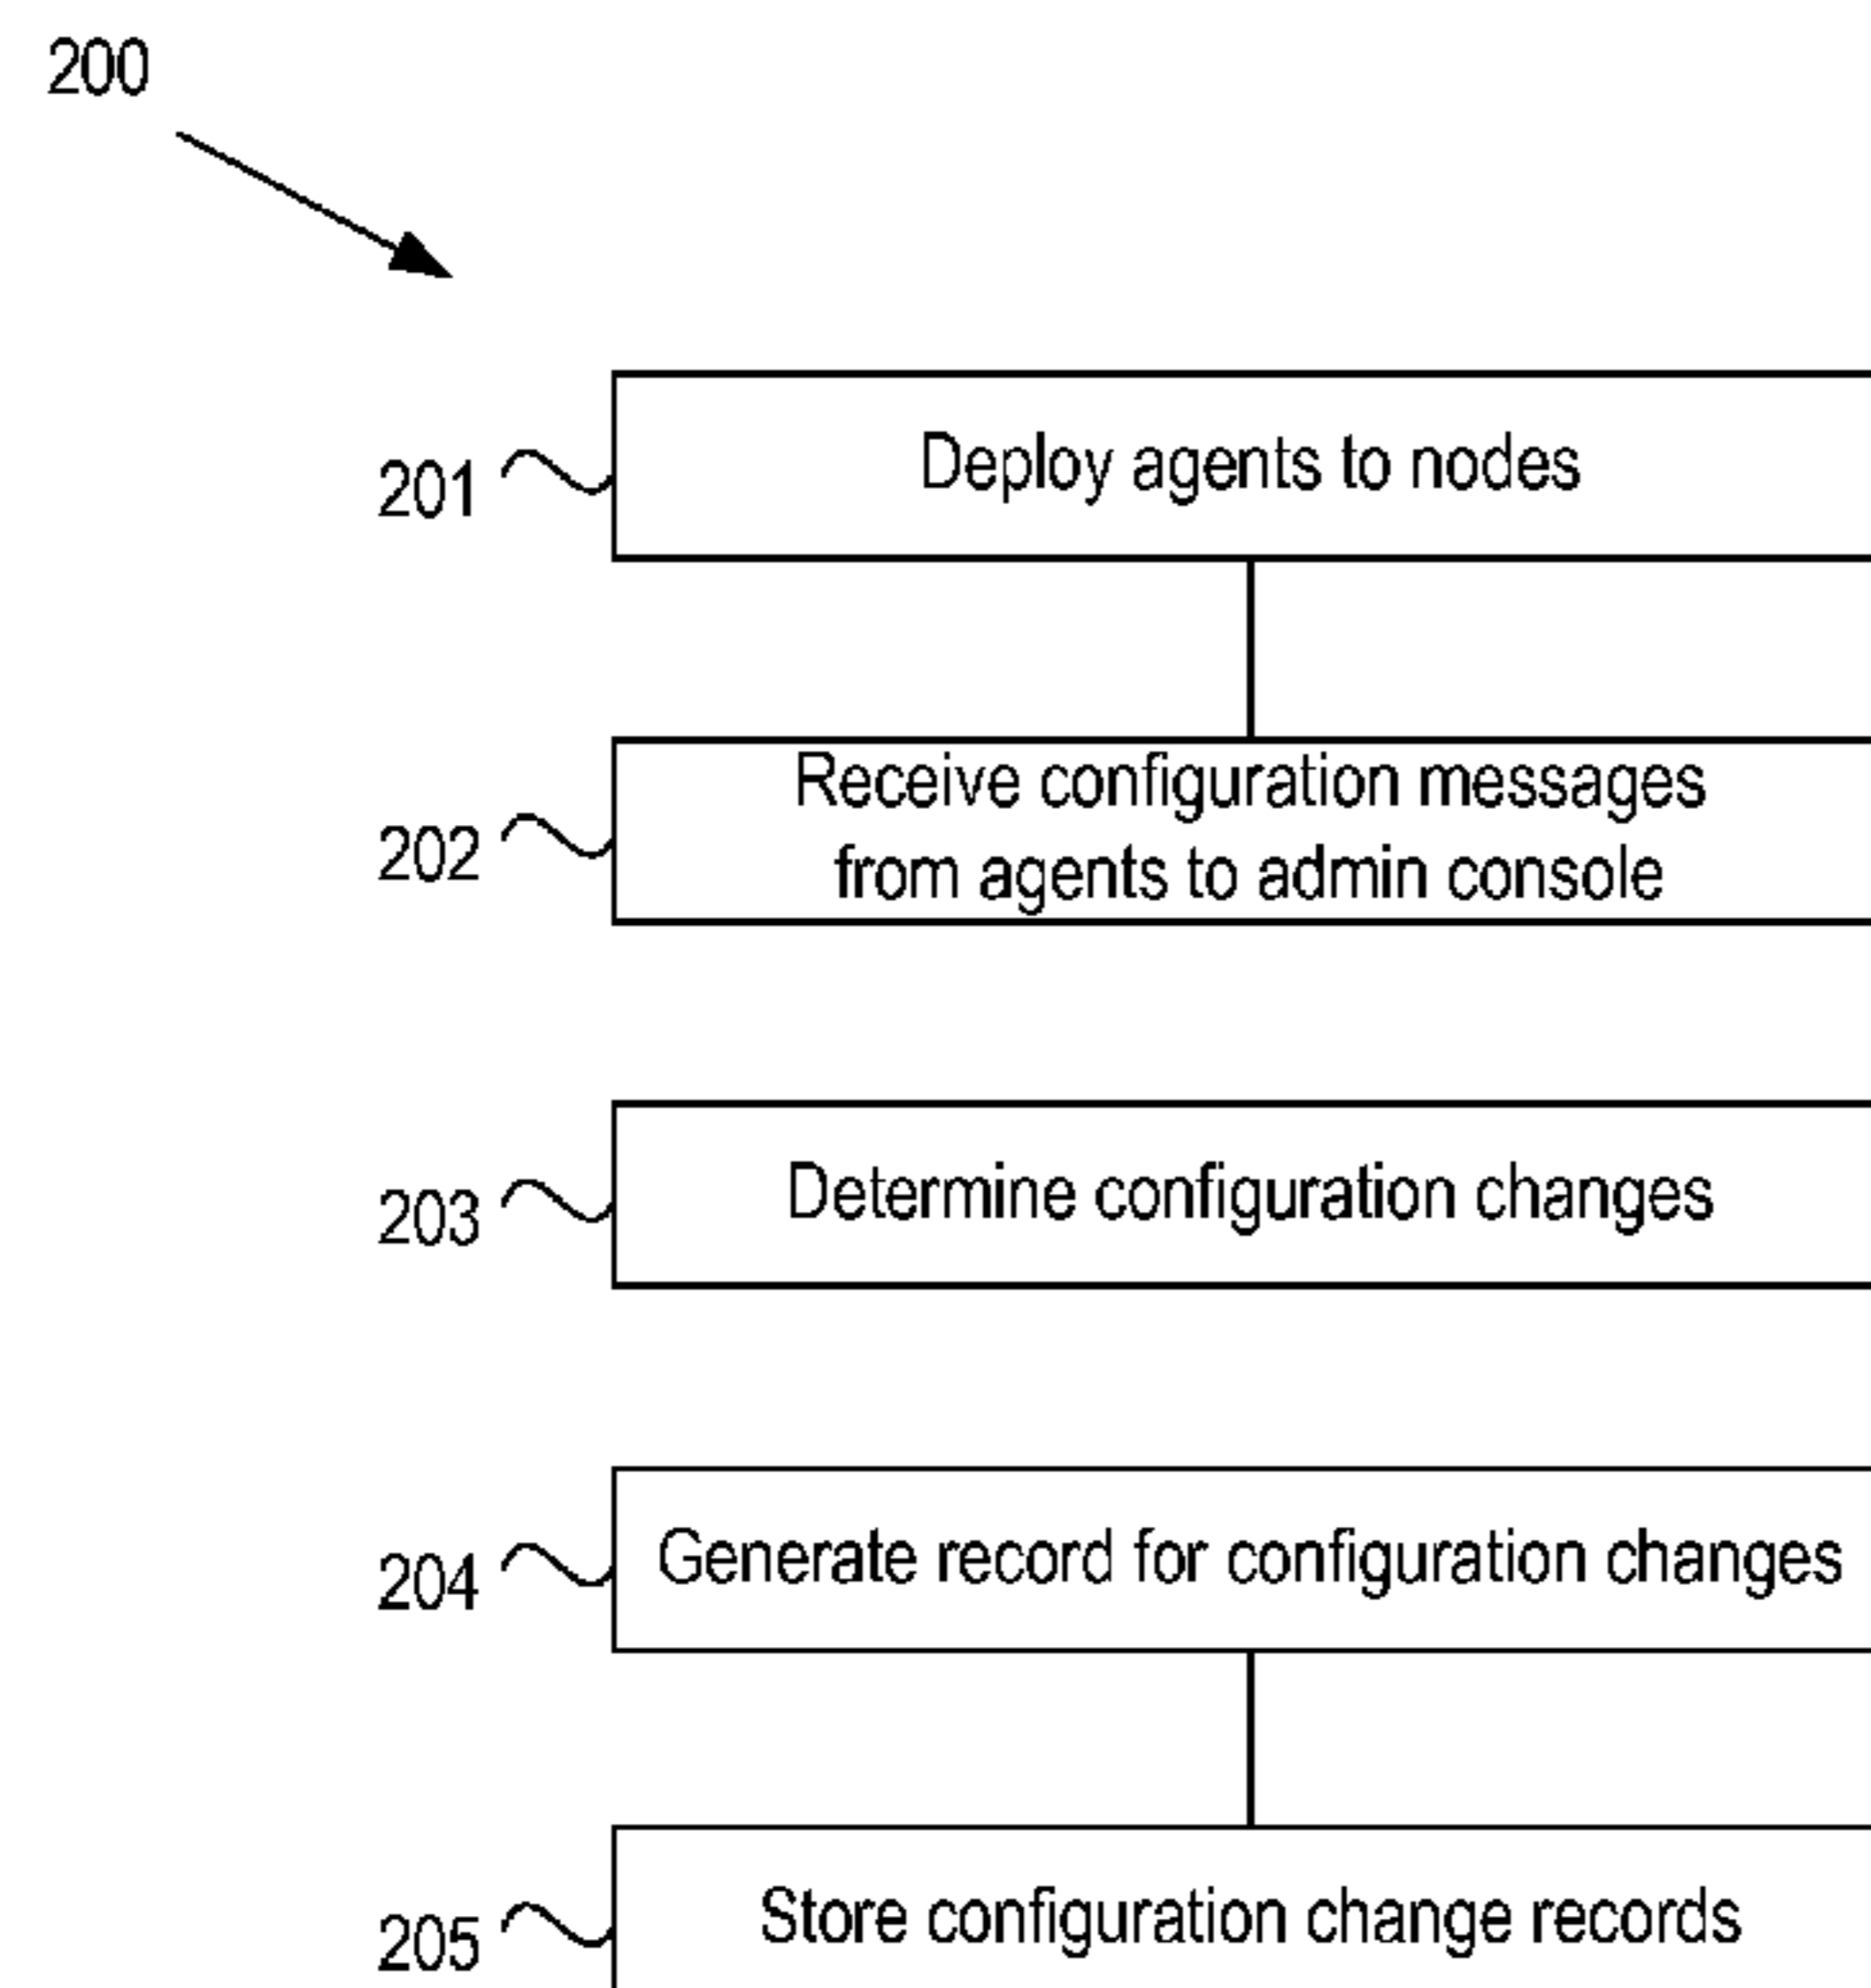 200
201
Deploy agents to nodes
202
Receive configuration messages
from agents to admin console
203
Determine configuration changes
204
Generate record for configuration changes
205
Store configuration change records